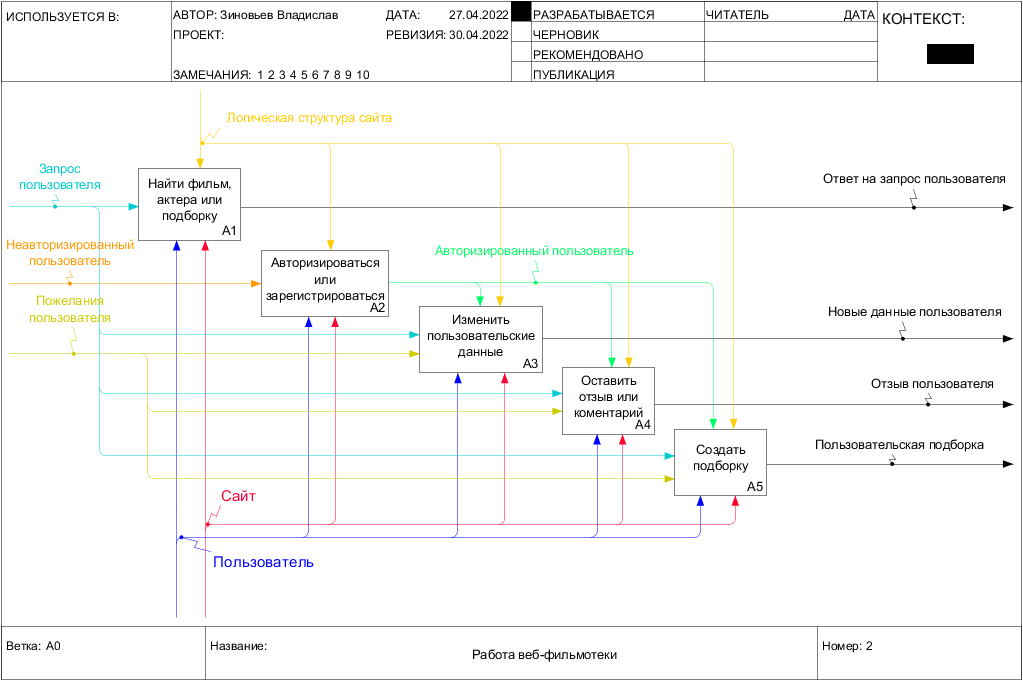 ИСПОЛЬЗУЕТСЯ В:
АВТОР: Зиновьев Владислав
ДАТА: 27.04.2022
ПРОЕКТ:
РЕВИЗИЯ: 30.04.2022
ЗАМЕЧАНИЯ: 1 2 3 4 5 6 7 8 9 10
РАЗРАБАТЫВАЕТСЯ
ЧЕРНОВИК
РЕКОМЕНДОВАНО
ПУБЛИКАЦИЯ
ЧИТАТЕЛЬ
ДАТА
КОНТЕКСТ:
Логическая структура сайта
Запрос
пользователя
Найти фильм,
актера или
подборку
A1
Ответ на запрос пользователя
Неавторизированный
пользователь
Авторизироваться
или
зарегистрироваться
A2
Авторизированный пользователь
Пожелания
пользователя
Изменить
пользовательские
данные
A3
Новые данные пользователя
Оставить
отзыв или
коментарий
A4
Отзыв пользователя
Создать
подборку
A5
Пользовательская подборка
Сайт
Пользователь
Ветка: A0
Название:
Работа веб-фильмотеки
Номер: 2